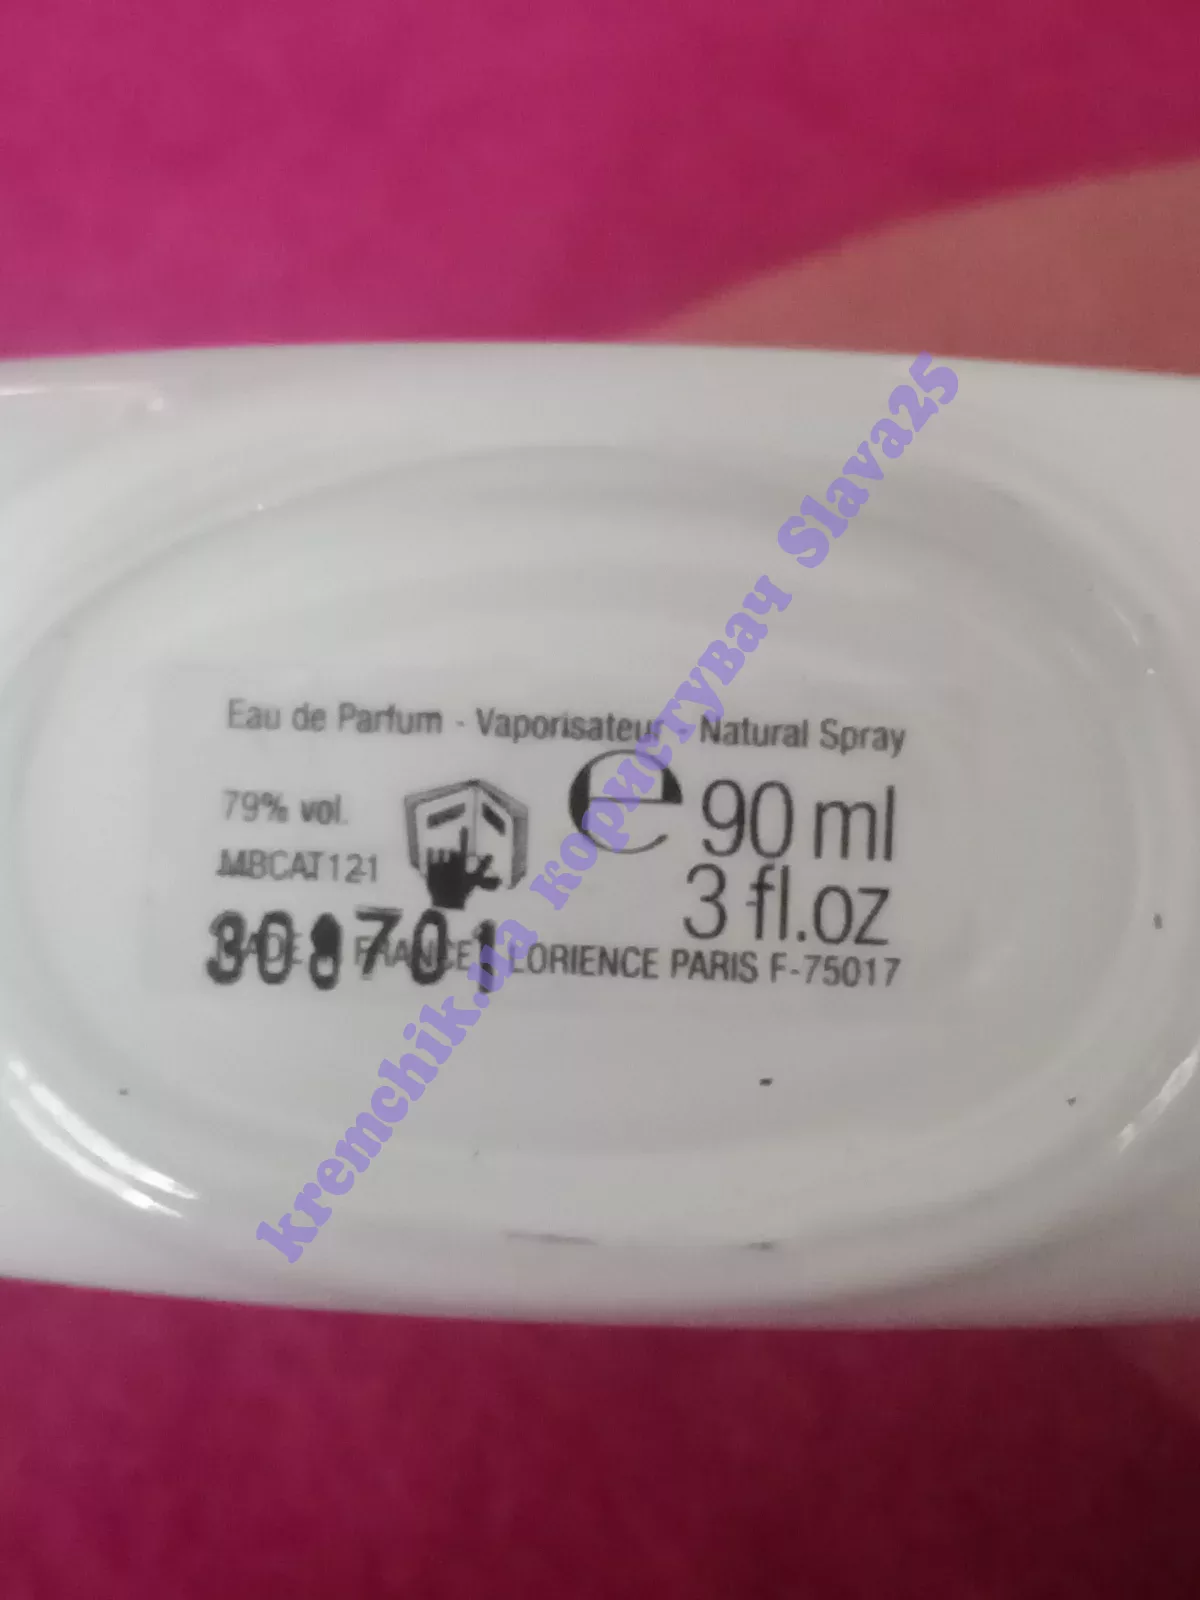 Eau de Parfum - Vaporisateur - Natural Spray
79% vol.
e 90 ml
MBCAT121
3 fl.oz
308701
FRANCE LORIENCE PARIS F-75017
kremchik.ua користувач Slava25